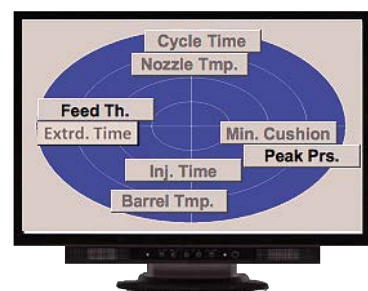 Cycle Time
Nozzle Tmp.
Feed Th.
Extrd. Time
Min. Cushion
Peak Prs.
Inj. Time
Barrel Tmp.